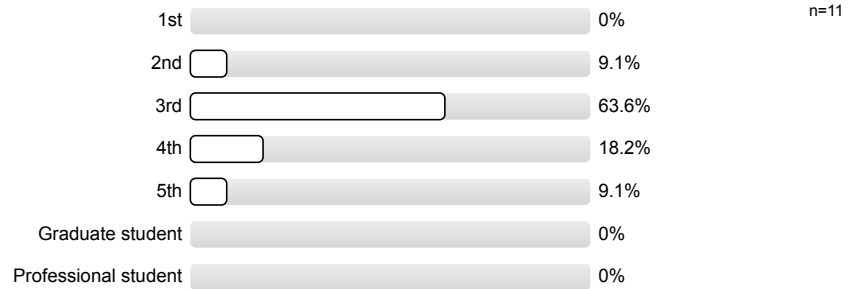 n=11
1st 0%
2nd 9.1%
3rd 63.6%
4th 18.2%
5th 9.1%
Graduate student 0%
Professional student 0%